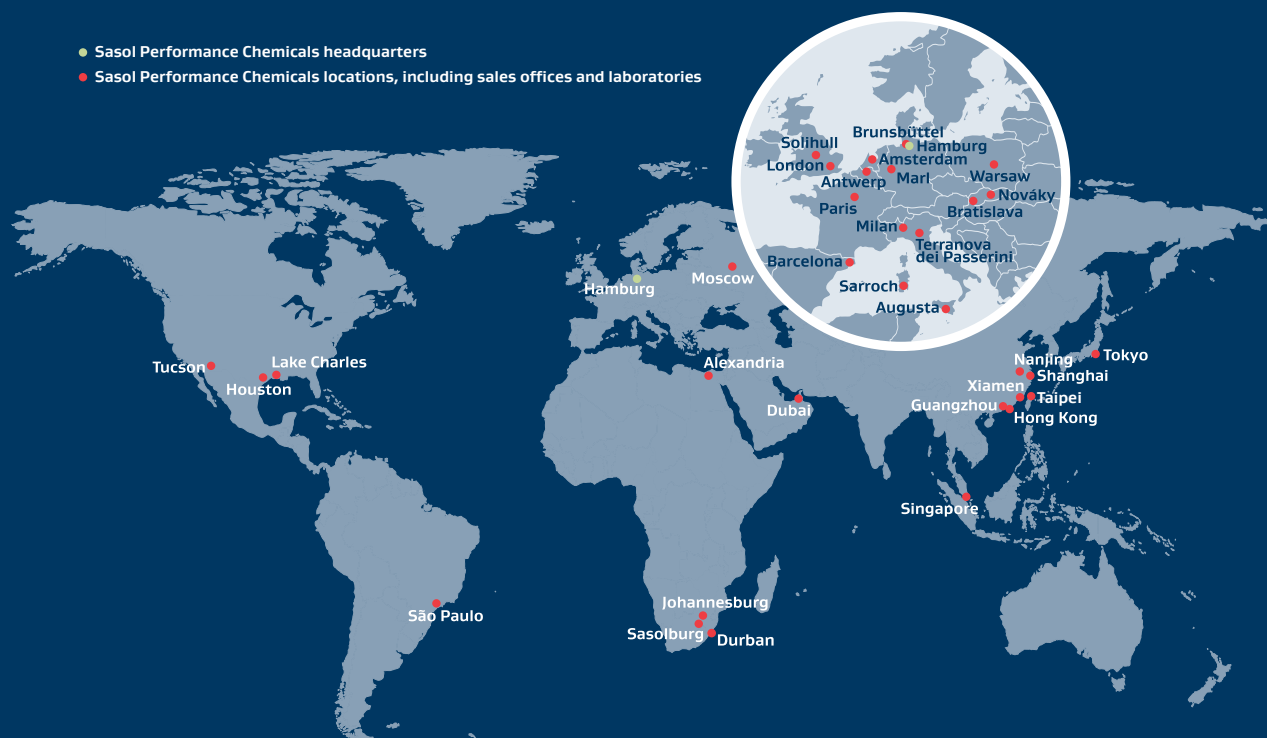 Sasol Performance Chemicals headquarters
Sasol Performance Chemicals locations, including sales offices and laboratories
Brunsbüttel
Solihull
Hamburg
London
Amsterdam
Antwerp
Marl
Warsaw
Nováky
Paris
Bratislava
Milan
Terranova
dei Passerini
Barcelona
Sarroch
Augusta
Hamburg
Moscow
Tucson
Lake Charles
Houston
Alexandria
Dubai
Nanjing
Tokyo
Shanghai
Xiamen
Taipei
Guangzhou
Hong Kong
Singapore
São Paulo
Johannesburg
Sasolburg
Durban